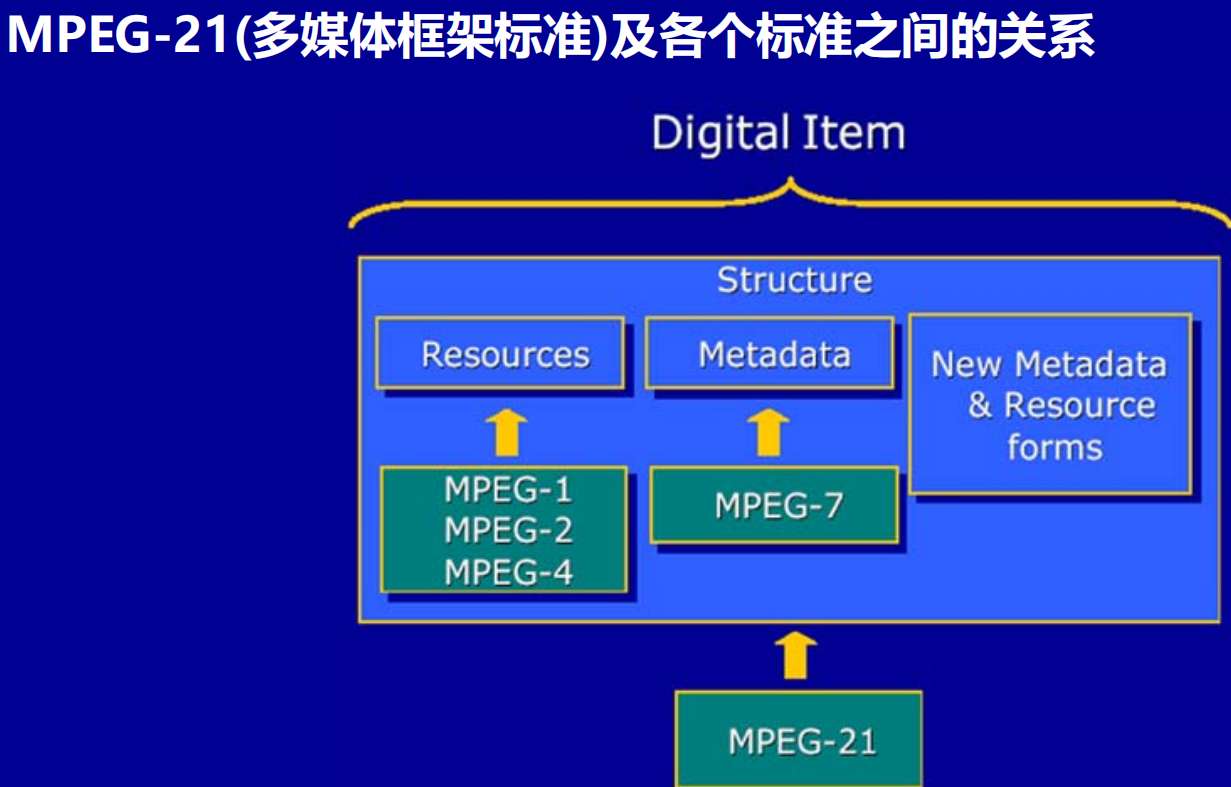 MPEG-21(多媒体框架标准)及各个标准之间的关系
Digital Item
Structure
Resources
Metadata
New Metadata
& Resource
forms
MPEG-1
MPEG-2
MPEG-4
MPEG-7
MPEG-21